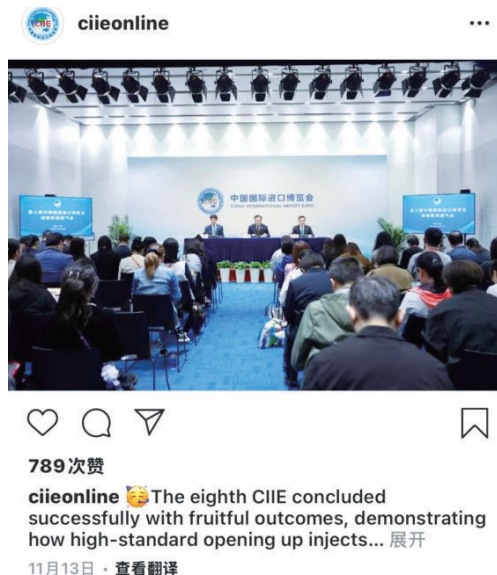 CIIE
ciieonline
中国国际进口博览会
CHINA INTERNATIONAL IMPORT EXPO
789次赞
ciieonline 🥳The eighth CIIE concluded
successfully with fruitful outcomes, demonstrating
how high-standard opening up injects... 展开
11月13日 · 查看翻译